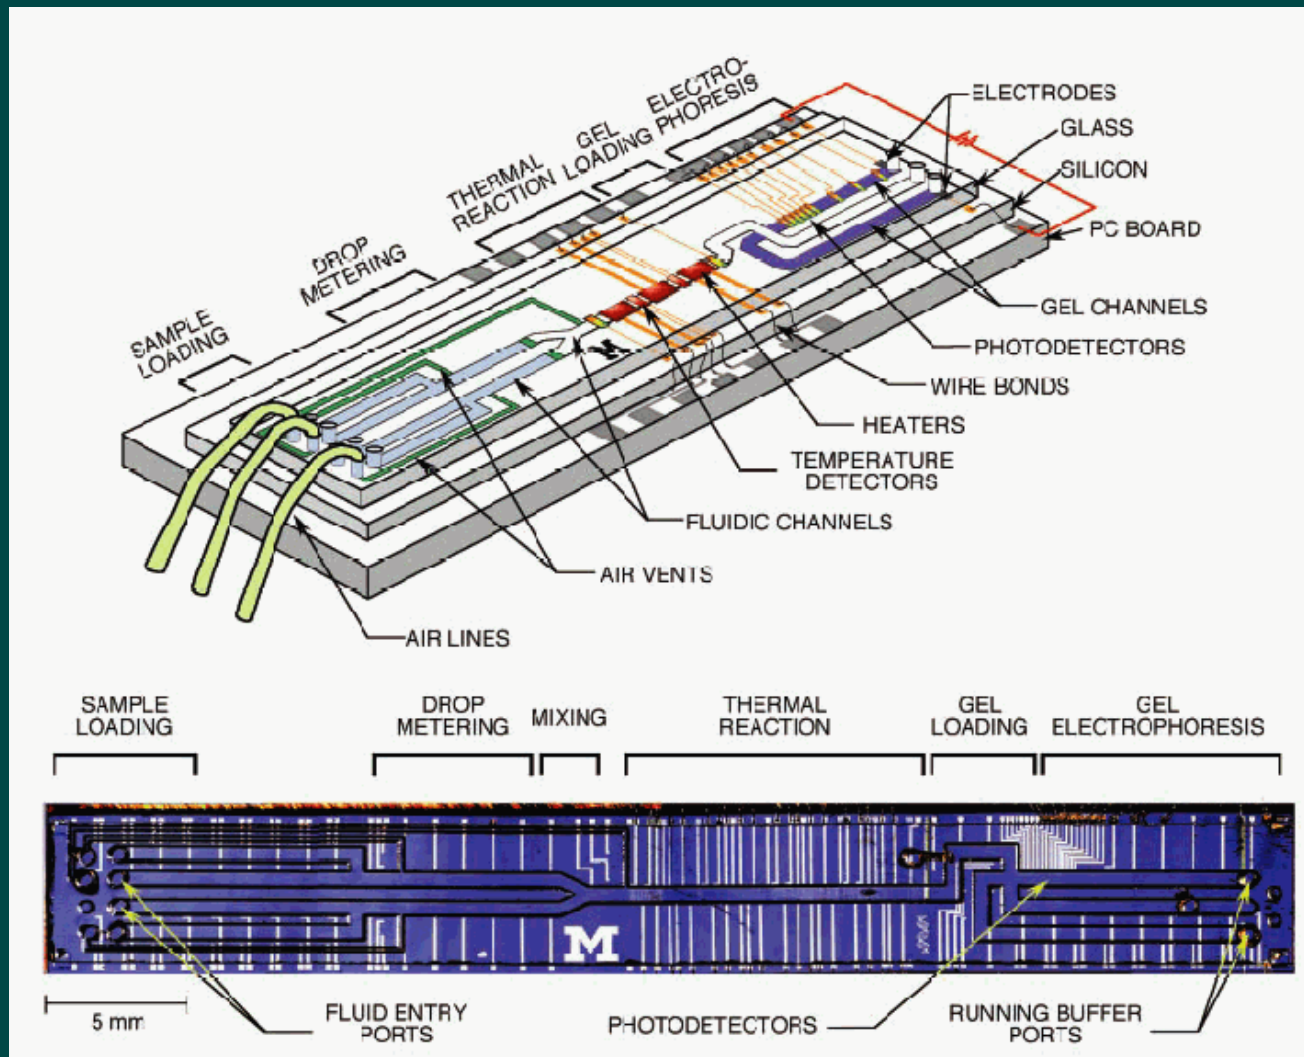 SAMPLE
LOADING
DROP
METERING
THERMAL
REACTION
GEL
LOADING
ELECTRO-
PHORESIS
ELECTRODES
GLASS
SILICON
PC BOARD
GEL CHANNELS
PHOTODETECTORS
WIRE BONDS
HEATERS
TEMPERATURE
DETECTORS
FLUIDIC CHANNELS
AIR VENTS
AIR LINES
SAMPLE
LOADING
DROP
METERING
MIXING
THERMAL
REACTION
GEL
LOADING
GEL
ELECTROPHORESIS
M
5 mm
FLUID ENTRY
PORTS
PHOTODETECTORS
RUNNING BUFFER
PORTS